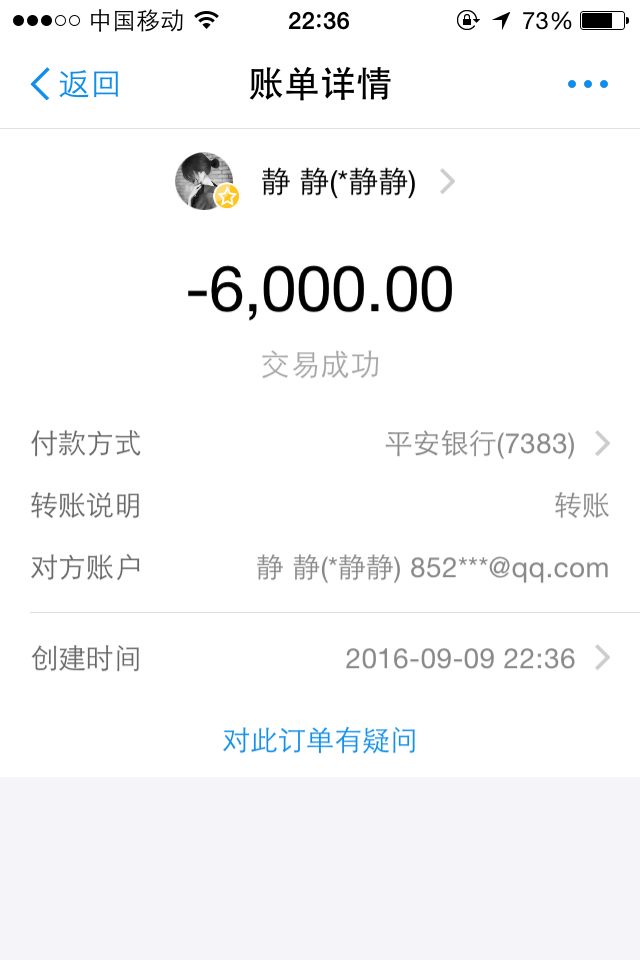 中国移动 22:36 73%
返回 账单详情
静 静(*静静)
-6,000.00
交易成功
付款方式 平安银行(7383)
转账说明 转账
对方账户 静 静(*静静) 852***@qq.com
创建时间 2016-09-09 22:36
对此订单有疑问